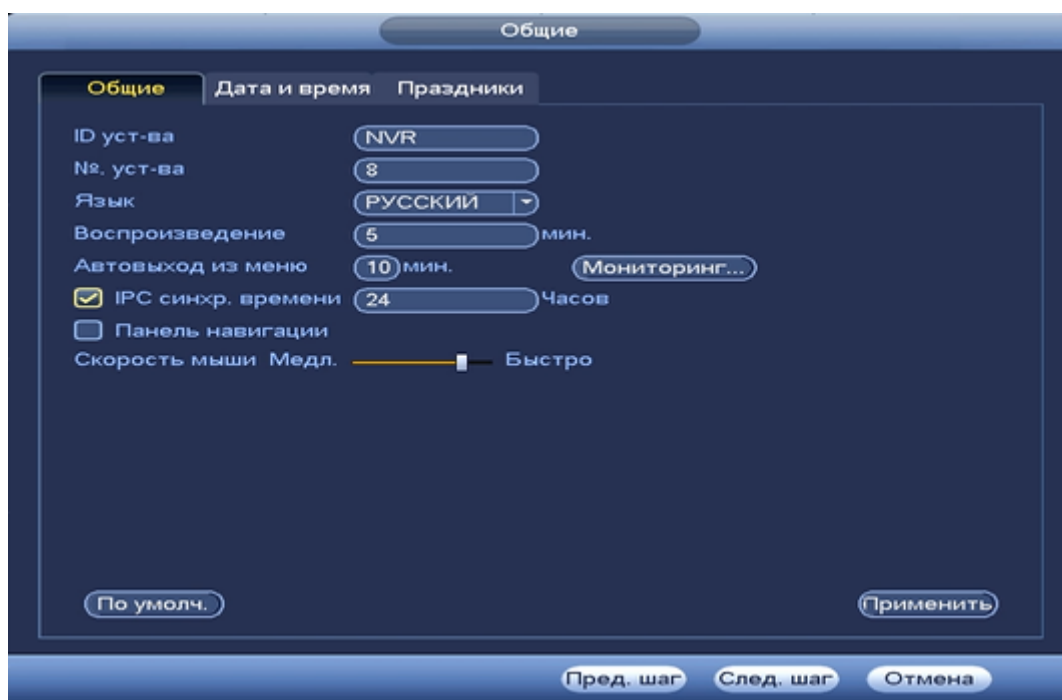 Общие
Общие Дата и время Праздники
ID уст-ва NVR
№. уст-ва 8
Язык РУССКИЙ
Воспроизведение 5 мин.
Автовыход из меню 10 мин. Мониторинг...
IPC синхр. времени 24 Часов
Панель навигации
Скорость мыши Медл. Быстро
По умолч. Применить
Пред. шаг След. шаг Отмена